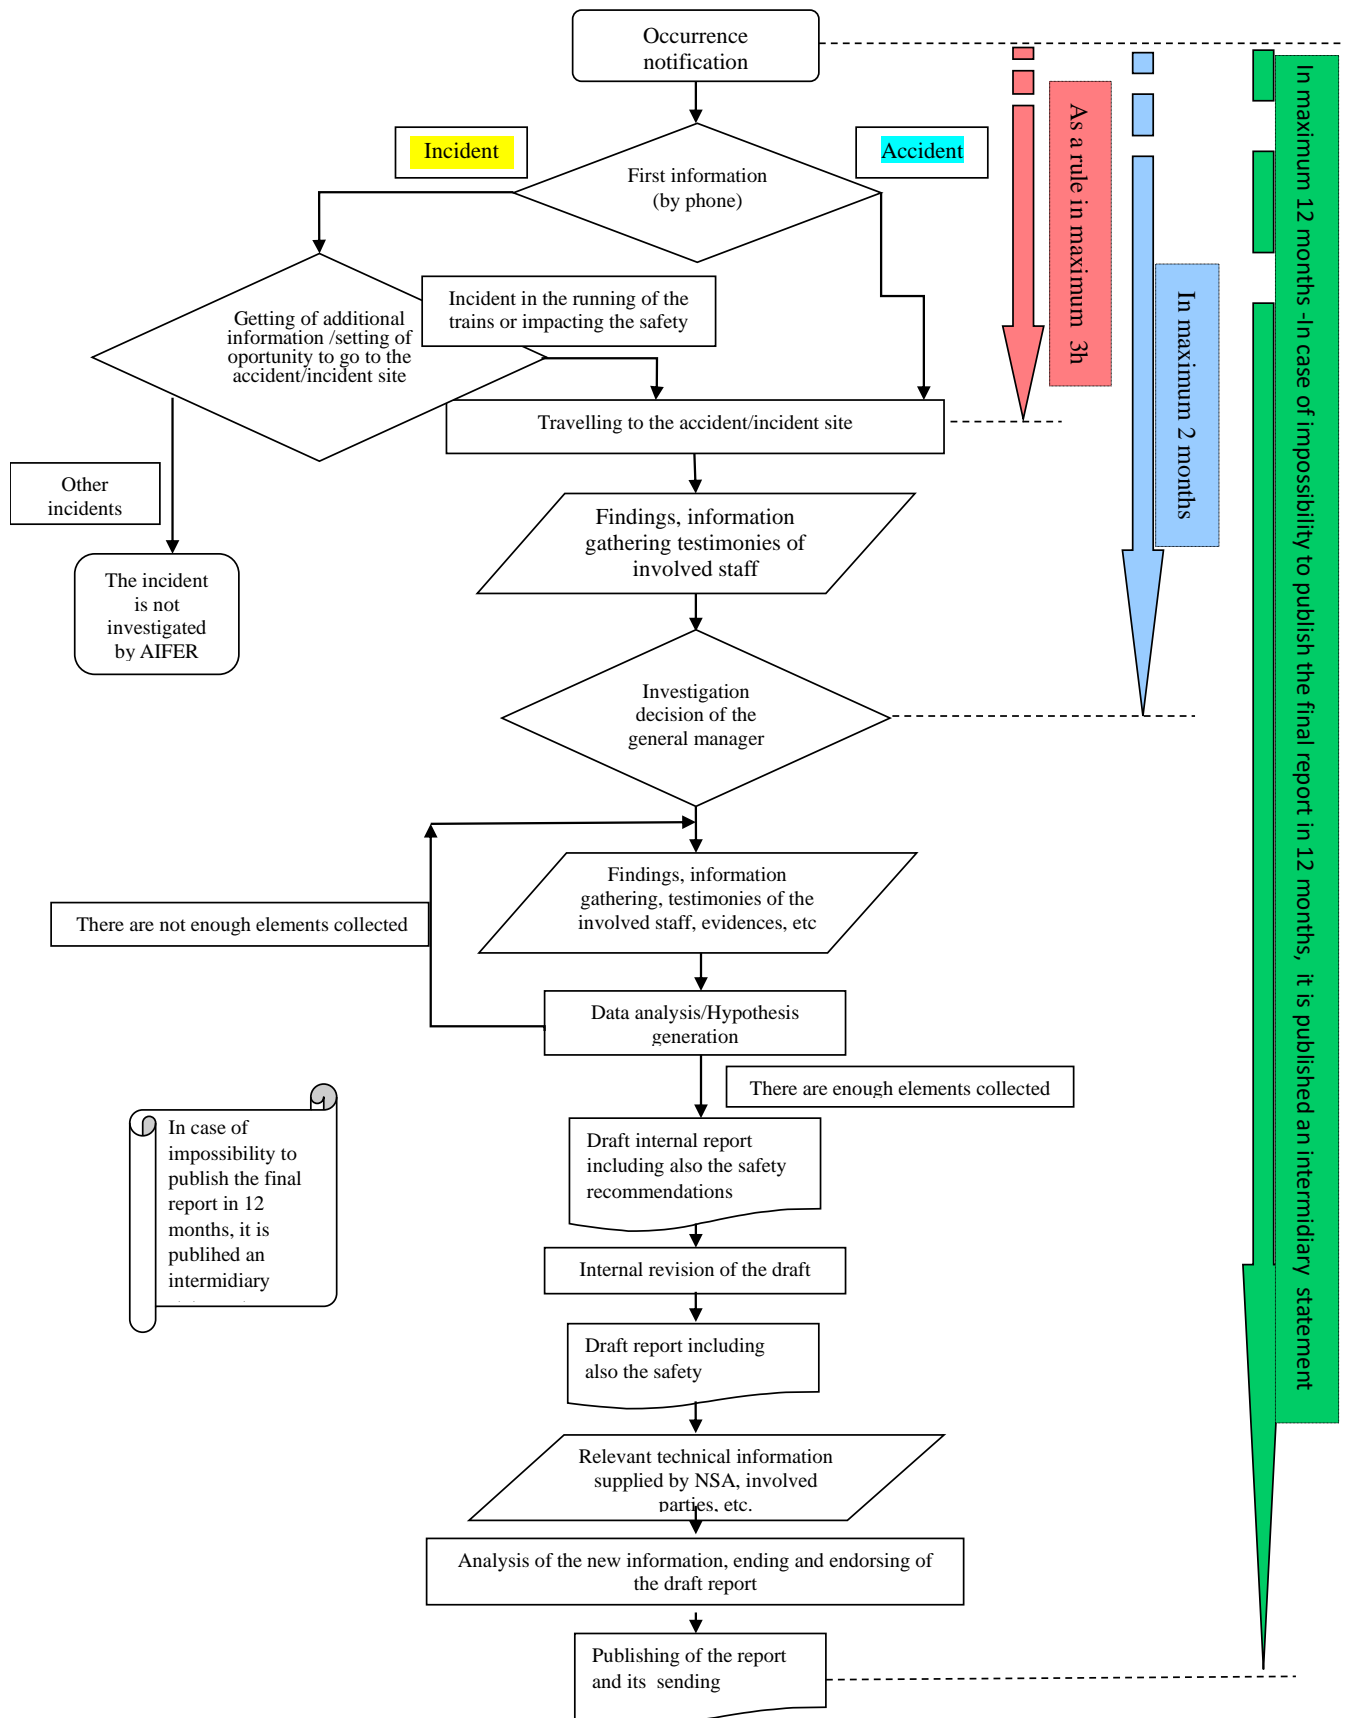 Occurrence
notification
Incident
Accident
First information
(by phone)
As a rule in maximum 3h
In maximum 2 months
In maximum 12 months -In case of impossibility to publish the final report in 12 months, it is published an intermidiary statement
Getting of additional
information /setting of
oportunity to go to the
accident/incident site
Incident in the running of the
trains or impacting the safety
Travelling to the accident/incident site
Other
incidents
Findings, information
gathering testimonies of
involved staff
The incident
is not
investigated
by AIFER
Investigation
decision of the
general manager
Findings, information
gathering, testimonies of the
involved staff, evidences, etc
There are not enough elements collected
Data analysis/Hypothesis
generation
There are enough elements collected
In case of
impossibility to
publish the final
report in 12
months, it is
publihed an
intermidiary
Draft internal report
including also the safety
recommendations
Internal revision of the draft
Draft report including
also the safety
Relevant technical information
supplied by NSA, involved
parties, etc.
Analysis of the new information, ending and endorsing of
the draft report
Publishing of the report
and its sending